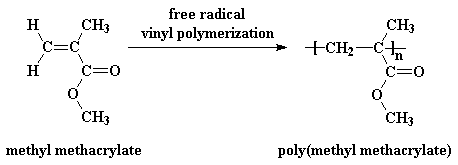 free radical
vinyl polymerization
H CH₃ CH₃
C=C CH₂ C n
H C=O C=O
O O
CH₃ CH₃
methyl methacrylate poly(methyl methacrylate)